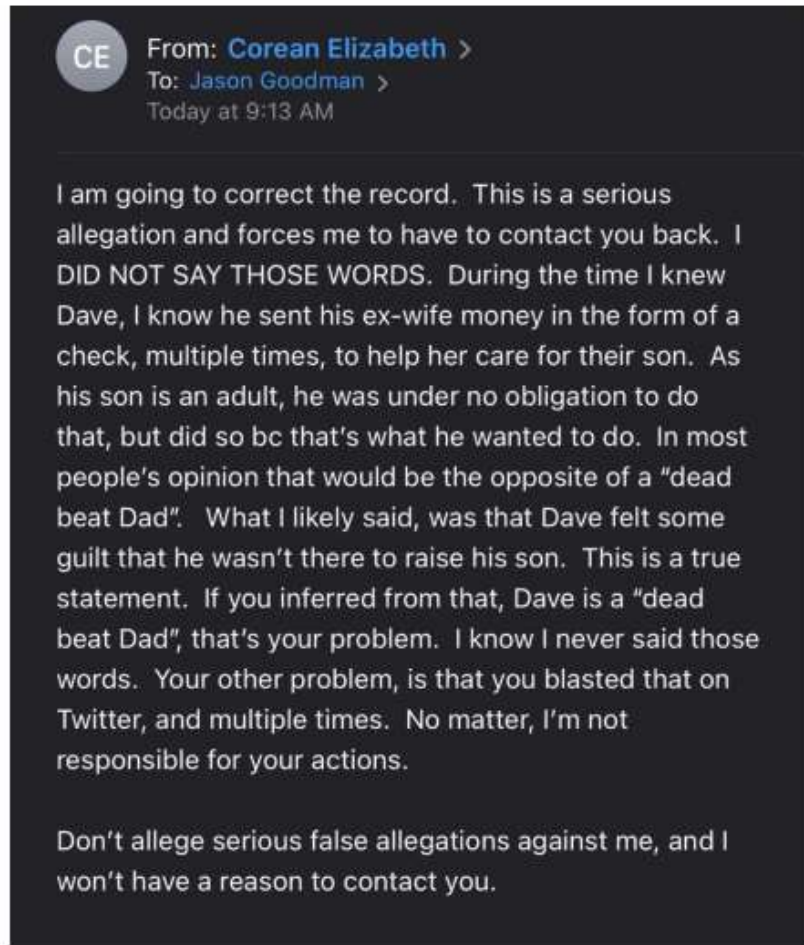 CE
From: Corean Elizabeth >
To: Jason Goodman >
Today at 9:13 AM
I am going to correct the record.  This is a serious
allegation and forces me to have to contact you back.  I
DID NOT SAY THOSE WORDS.  During the time I knew
Dave, I know he sent his ex-wife money in the form of a
check, multiple times, to help her care for their son.  As
his son is an adult, he was under no obligation to do
that, but did so bc that’s what he wanted to do.  In most
people’s opinion that would be the opposite of a “dead
beat Dad”.   What I likely said, was that Dave felt some
guilt that he wasn’t there to raise his son.  This is a true
statement.  If you inferred from that, Dave is a “dead
beat Dad”, that’s your problem.  I know I never said those
words.  Your other problem, is that you blasted that on
Twitter, and multiple times.  No matter, I’m not
responsible for your actions.
Don’t allege serious false allegations against me, and I
won’t have a reason to contact you.